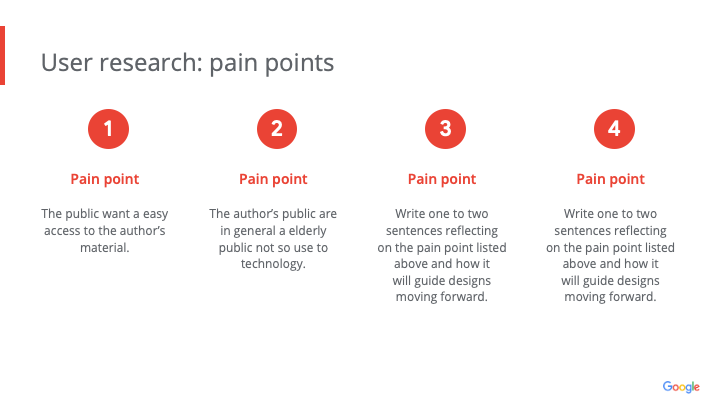 User research: pain points
1
Pain point
The public want a easy
access to the author's
material.
2
Pain point
The author's public are
in general a elderly
public not so use to
technology.
3
Pain point
Write one to two
sentences reflecting
on the pain point listed
above and how it
will guide designs
moving forward.
4
Pain point
Write one to two
sentences reflecting
on the pain point listed
above and how it
will guide designs
moving forward.
Google